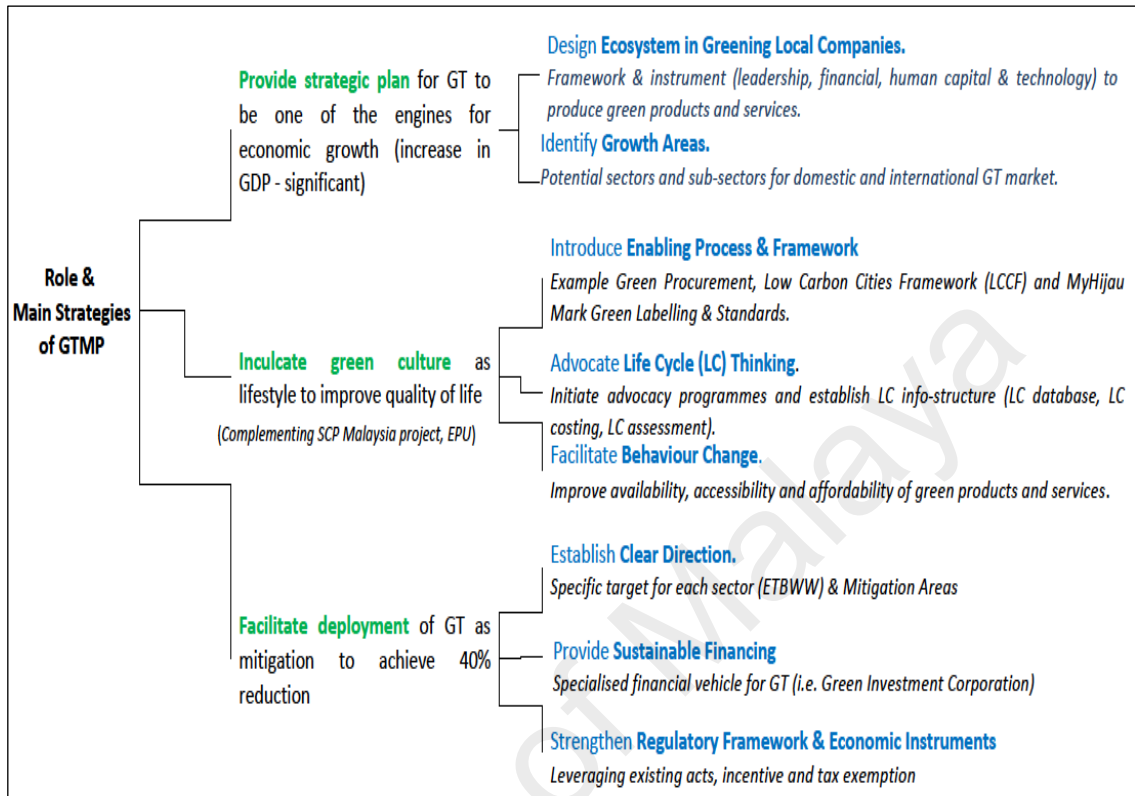 Role &
Main Strategies
of GTMP
Provide strategic plan for GT to
be one of the engines for
economic growth (increase in
GDP - significant)
Design Ecosystem in Greening Local Companies.
Framework & instrument (leadership, financial, human capital & technology) to
produce green products and services.
Identify Growth Areas.
Potential sectors and sub-sectors for domestic and international GT market.
Inculcate green culture as
lifestyle to improve quality of life
(Complementing SCP Malaysia project, EPU)
Introduce Enabling Process & Framework
Example Green Procurement, Low Carbon Cities Framework (LCCF) and MyHijau
Mark Green Labelling & Standards.
Advocate Life Cycle (LC) Thinking.
Initiate advocacy programmes and establish LC info-structure (LC database, LC
costing, LC assessment).
Facilitate Behaviour Change.
Improve availability, accessibility and affordability of green products and services.
Facilitate deployment of GT as
mitigation to achieve 40%
reduction
Establish Clear Direction.
Specific target for each sector (ETBWW) & Mitigation Areas
Provide Sustainable Financing
Specialised financial vehicle for GT (i.e. Green Investment Corporation)
Strengthen Regulatory Framework & Economic Instruments
Leveraging existing acts, incentive and tax exemption
of Malaya